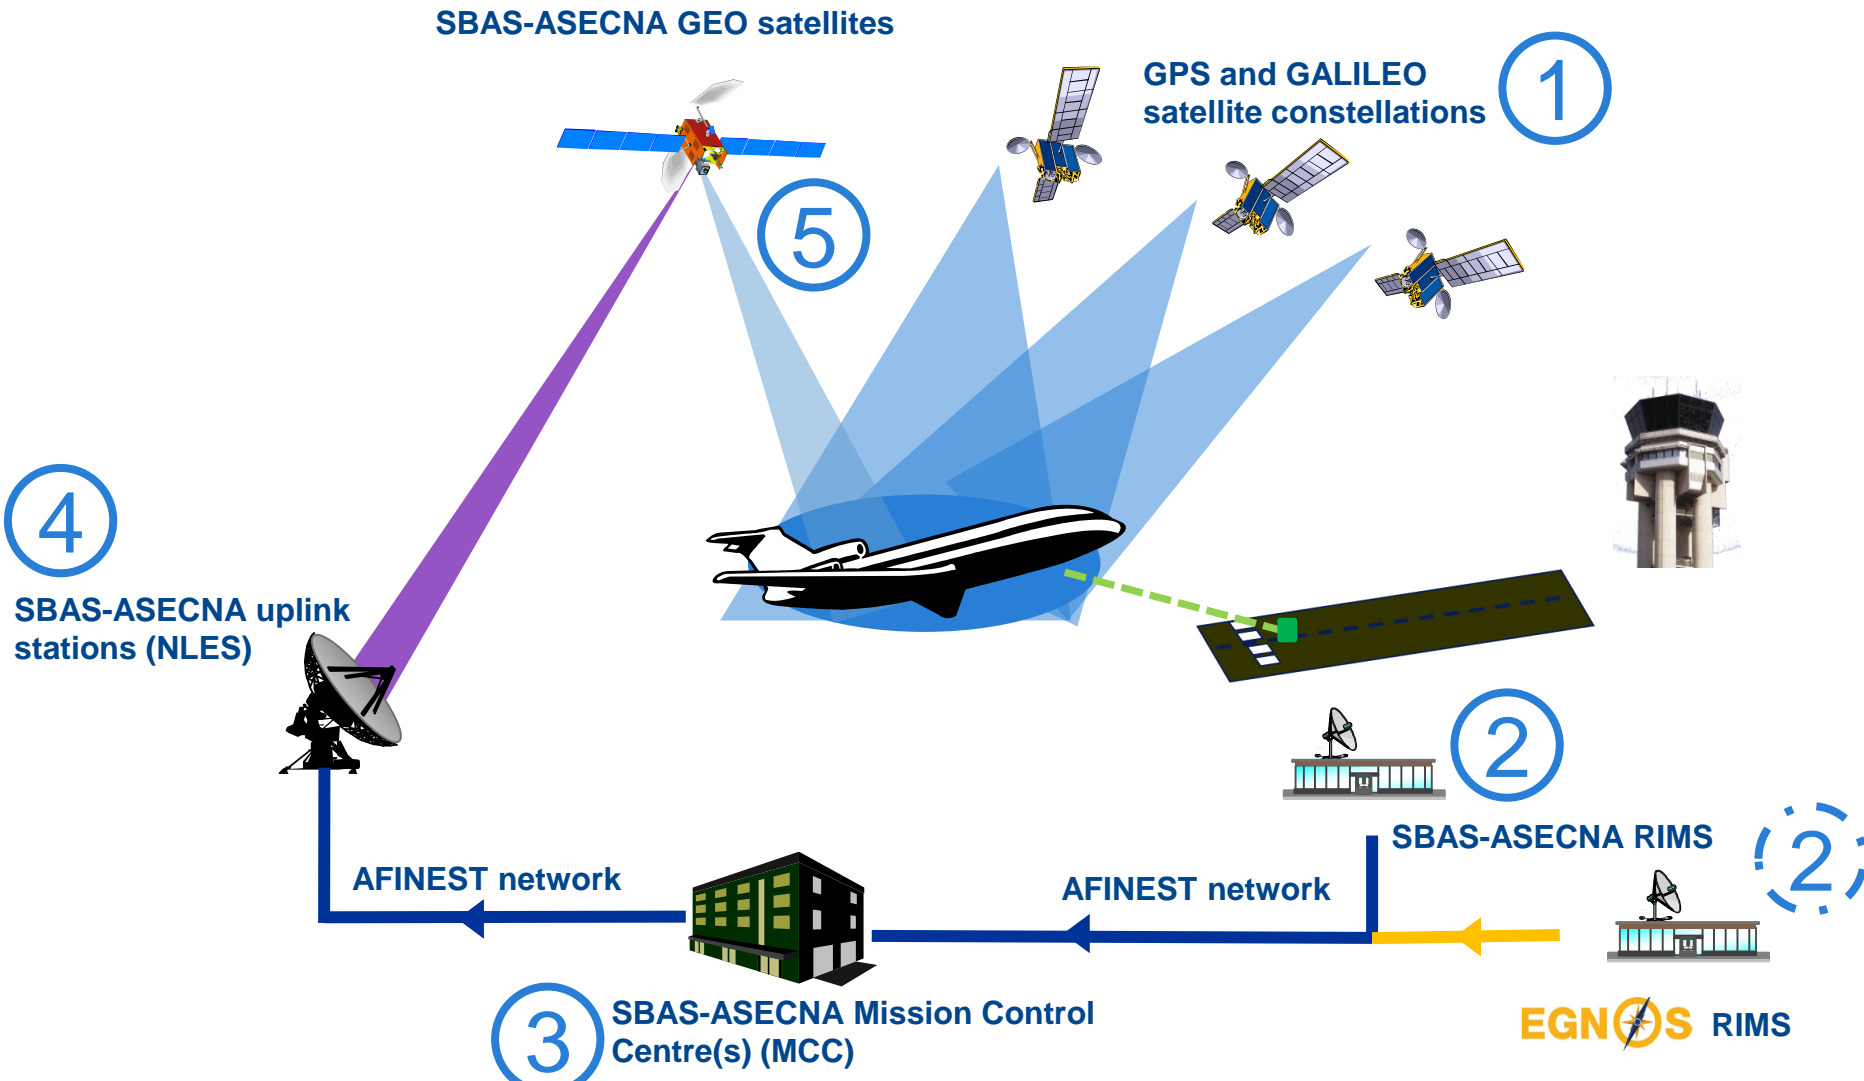 SBAS-ASECNA GEO satellites
GPS and GALILEO
satellite constellations
1
5
4
SBAS-ASECNA uplink
stations (NLES)
2
SBAS-ASECNA RIMS
2
AFINEST network
AFINEST network
3
SBAS-ASECNA Mission Control
Centre(s) (MCC)
EGNOS RIMS